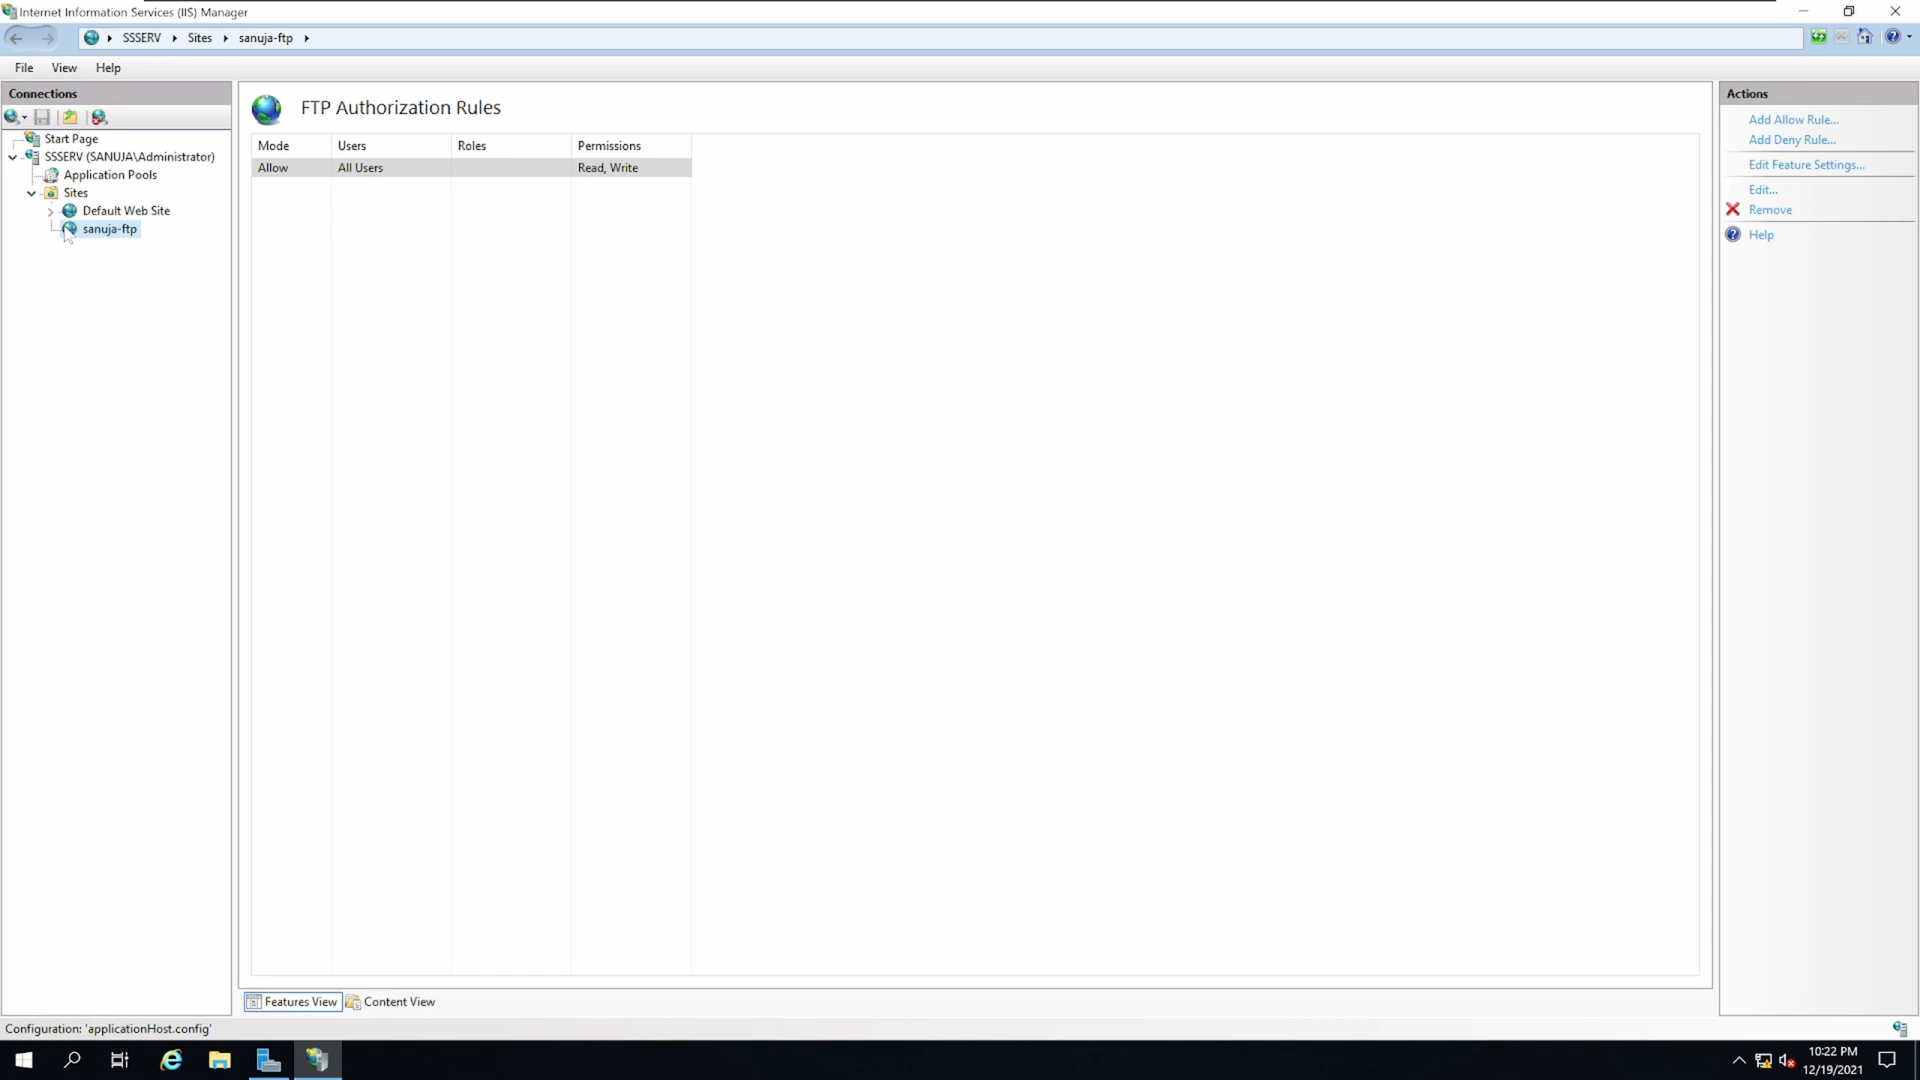 Internet Information Services (IIS) Manager
SSSERV
Sites
sanuja-ftp
File
View
Help
Connections
Start Page
SSSERV (SANUJA\Administrator)
Application Pools
Sites
Default Web Site
sanuja-ftp
FTP Authorization Rules
Mode Users Roles Permissions
Allow All Users Read, Write
Features View
Content View
Actions
Add Allow Rule...
Add Deny Rule...
Edit Feature Settings...
Edit...
Remove
Help
Configuration: 'applicationHost.config'
10:22 PM
12/19/2021